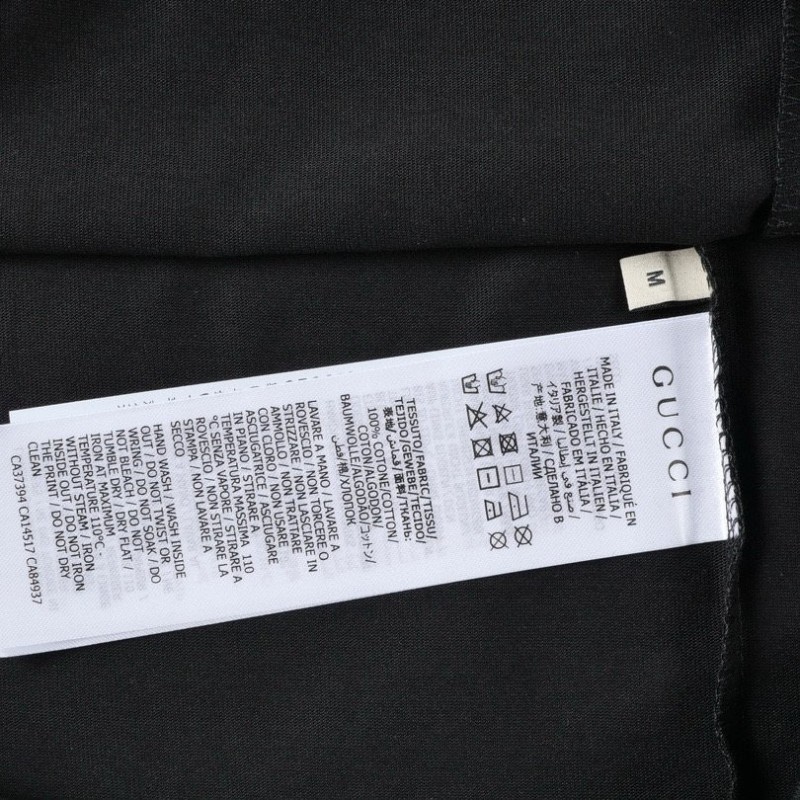 M
GUCCI
MADE IN ITALY / FABRIQUÉ EN
ITALIE / HECHO EN ITALIA /
HERGESTELLT IN ITALIEN /
FABRICADO EM ITALIA /
イタリア製 / صنع في إيطاليا /
产地:意大利 / СДЕЛАНО В
ИТАЛИИ
TESSUTO/FABRIC/TISSU/
TEJIDO/GEWEBE/TECIDO/
表地/قماش/面料/ТКАНЬ:
100% COTONE/COTTON/
COTON/ALGODON/
BAUMWOLLE/ALGODAO/コットン/
قطن/棉/ХЛОПОК
LAVARE A MANO / LAVARE A
ROVESCIO / NON TORCERE O
STRIZZARE / NON LASCIARE IN
AMMOLLO / NON TRATTARE
CON CLORO / NON ASCIUGARE IN
ASCIUGATRICE / ASCIUGARE
IN PIANO / STIRARE A
TEMPERATURA MASSIMA, 110
°C SENZA VAPORE / STIRARE A
ROVESCIO / NON STIRARE LA
STAMPA / NON LAVARE A
SECCO
HAND WASH / WASH INSIDE
OUT / DO NOT TWIST OR
WRING / DO NOT SOAK / DO
NOT BLEACH / DO NOT
TUMBLE DRY / DRY FLAT /
IRON AT MAXIMUM
TEMPERATURE 110°C -
WITHOUT STEAM / IRON
INSIDE OUT / DO NOT IRON
THE PRINT / DO NOT DRY
CLEAN
CA37394 CA14517 CA84937